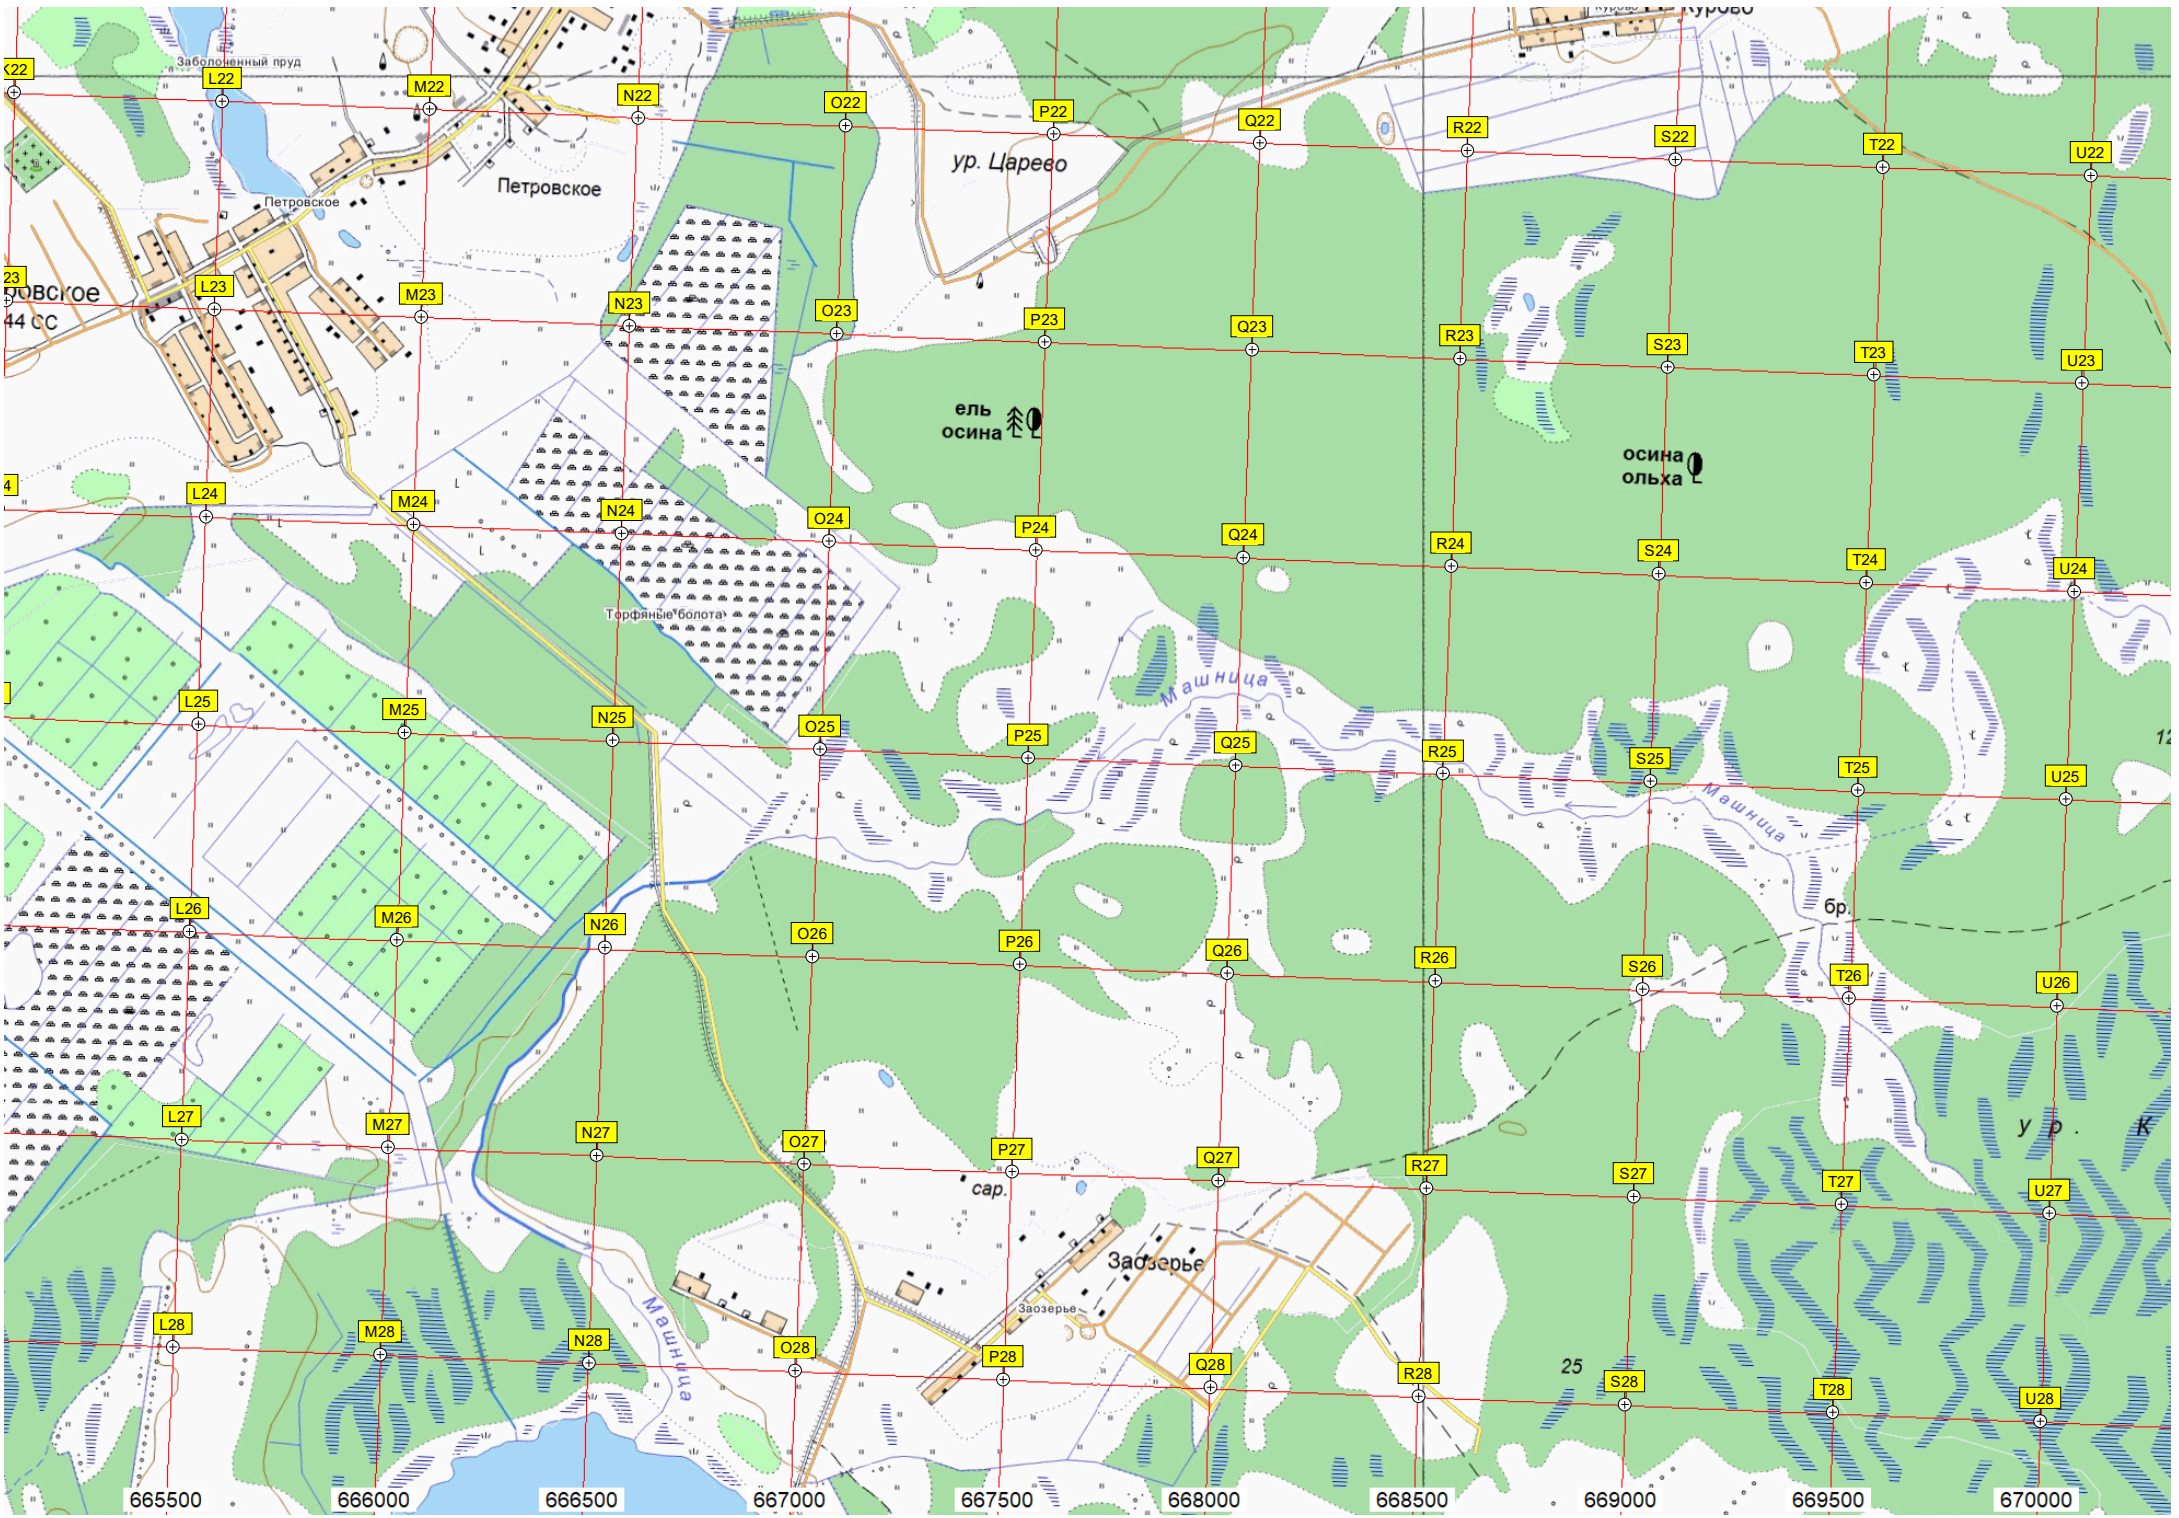 Курово
Курово
Заболоченный пруд
K22
L22
M22
N22
O22
P22
Q22
R22
S22
T22
U22
ур. Царево
Петровское
Петровское
23
L23
M23
N23
O23
P23
Q23
R23
S23
T23
U23
ровское
44 СС
ель
осина
осина
ольха
4
L24
M24
N24
O24
P24
Q24
R24
S24
T24
U24
Торфяные болота
Машница
L25
M25
N25
O25
P25
Q25
R25
S25
T25
U25
12
Машница
бр.
L26
M26
N26
O26
P26
Q26
R26
S26
T26
U26
ур. К
L27
M27
N27
O27
P27
Q27
R27
S27
T27
U27
сар.
Заозерье
Заозерье
Машница
25
L28
M28
N28
O28
P28
Q28
R28
S28
T28
U28
665500 666000 666500 667000 667500 668000 668500 669000 669500 670000